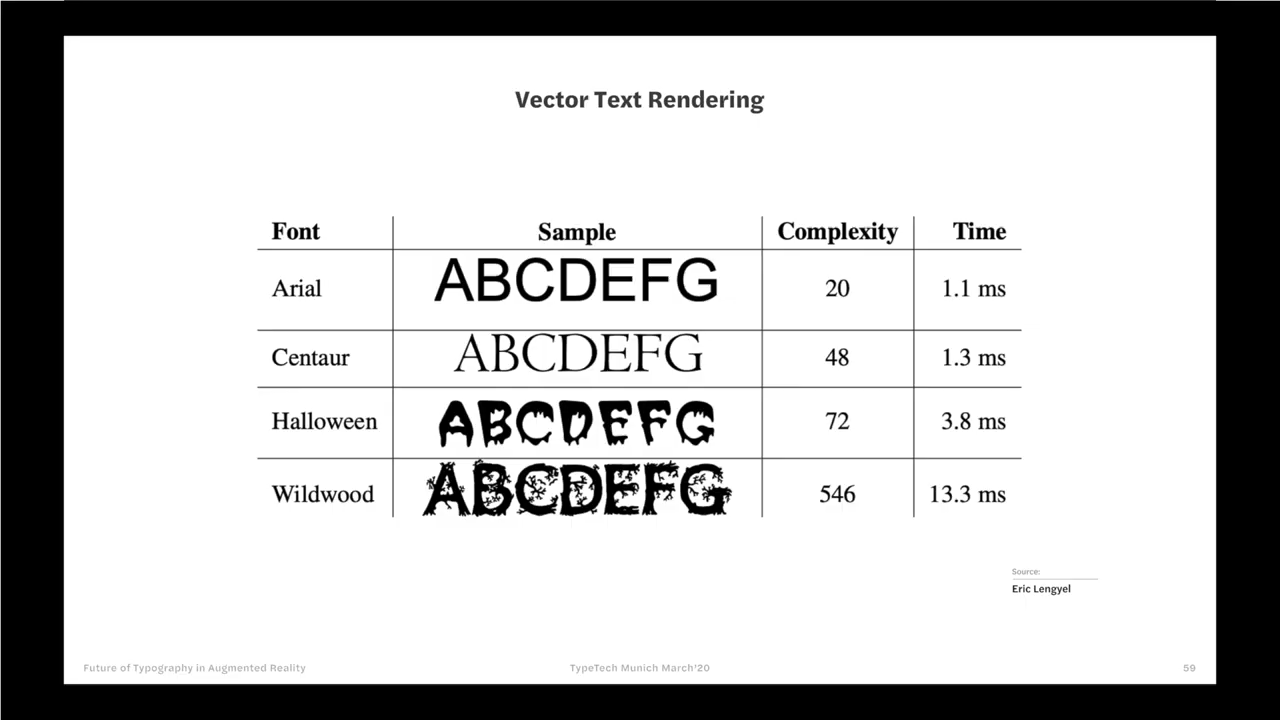 Vector Text Rendering
Font Sample Complexity Time
Arial ABCDEFG 20 1.1 ms
Centaur ABCDEFG 48 1.3 ms
Halloween ABCDEFG 72 3.8 ms
Wildwood ABCDEFG 546 13.3 ms
Source:
Eric Lengyel
Future of Typography in Augmented Reality TypeTech Munich March'20 59